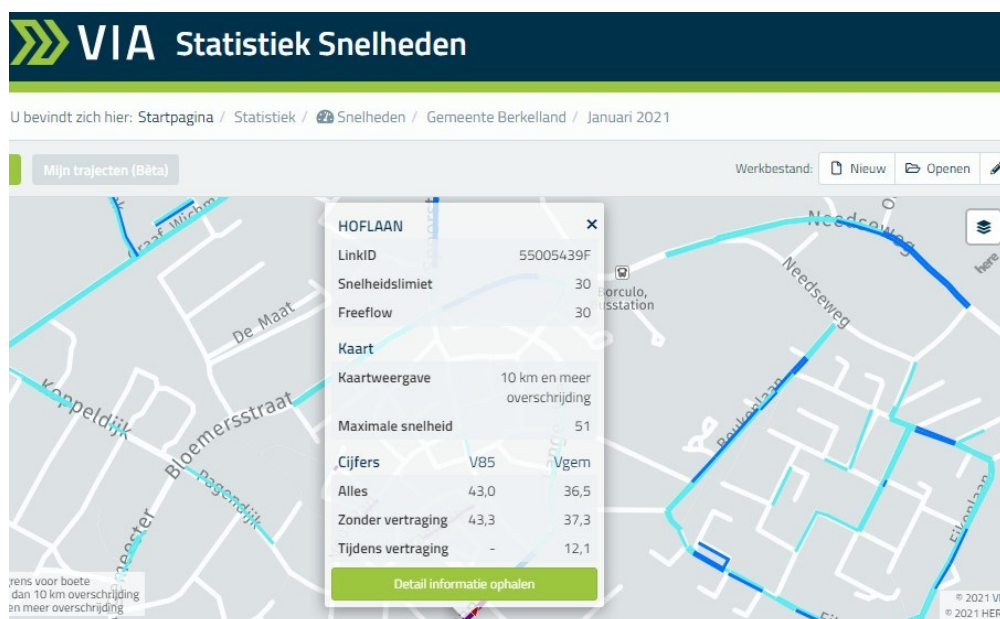 VIA Statistiek Snelheden
U bevindt zich hier: Startpagina / Statistiek / Snelheden / Gemeente Berkelland / Januari 2021
Mijn trajecten (Bèta)
Werkbestand: Nieuw Openen
HOFLAAN
LinkID 55005439F
Snelheidslimiet 30
Freeflow 30
Kaart
Kaartweergave 10 km en meer
overschrijding
Maximale snelheid 51
Cijfers V85 Vgem
Alles 43,0 36,5
Zonder vertraging 43,3 37,3
Tijdens vertraging - 12,1
Detail informatie ophalen
De Maat
Koppeldijk
Bloemersstraat
Pagendijk
Borculo,
Needseweg
Needseweg
here
Beukenlaan
Eikenlaan
grens voor boete
dan 10 km overschrijding
en meer overschrijding
© 2021
© 2021 HER